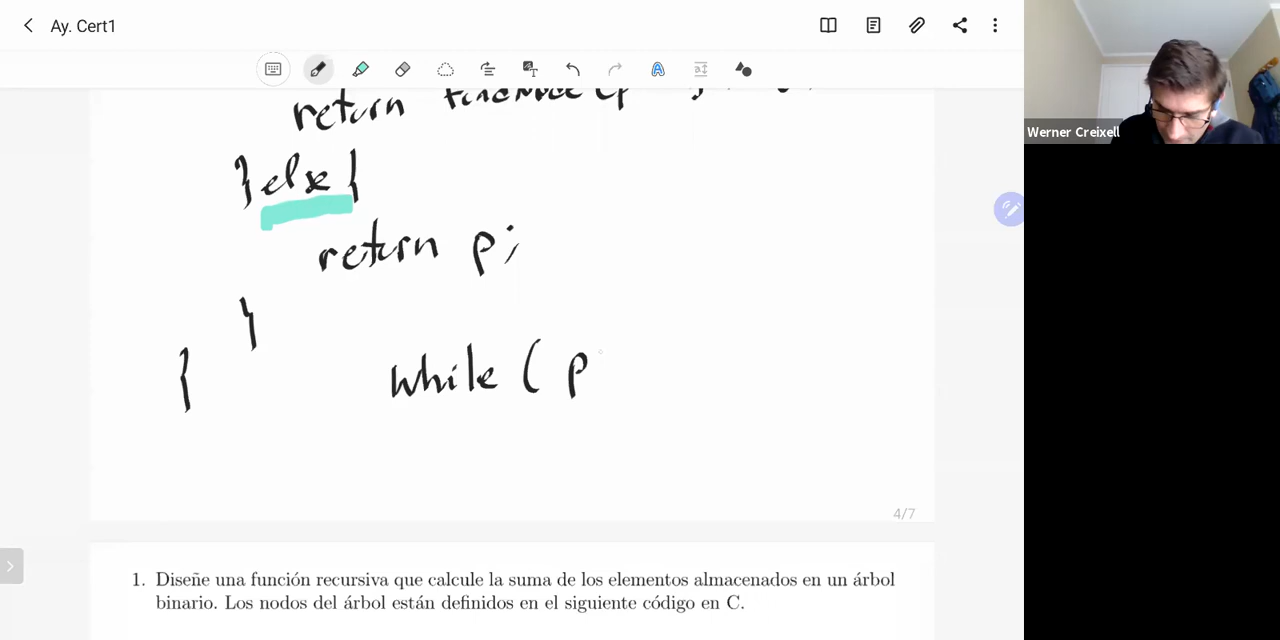 Ay. Cert1
return findNode (p
}else{
return p;
}
{ while ( p
4/7
1. Diseñe una función recursiva que calcule la suma de los elementos almacenados en un árbol
binario. Los nodos del árbol están definidos en el siguiente código en C.
Werner Creixell